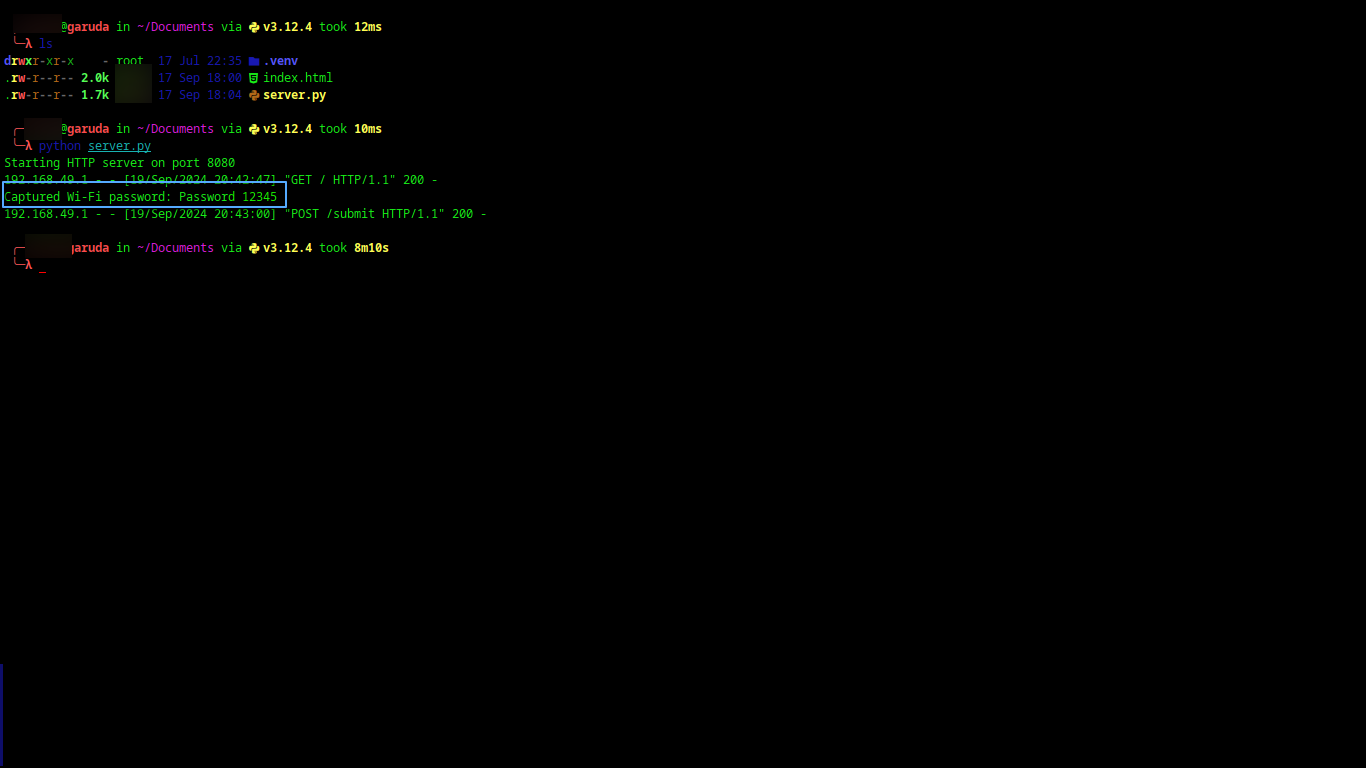 @garuda in ~/Documents via v3.12.4 took 12ms
λ ls
drwxr-xr-x - root 17 Jul 22:35 .venv
.rw-r--r-- 2.0k 17 Sep 18:00 index.html
.rw-r--r-- 1.7k 17 Sep 18:04 server.py
@garuda in ~/Documents via v3.12.4 took 10ms
λ python server.py
Starting HTTP server on port 8080
192.168.49.1 - - [19/Sep/2024 20:42:47] "GET / HTTP/1.1" 200 -
Captured Wi-Fi password: Password 12345
192.168.49.1 - - [19/Sep/2024 20:43:00] "POST /submit HTTP/1.1" 200 -
garuda in ~/Documents via v3.12.4 took 8m10s
λ _